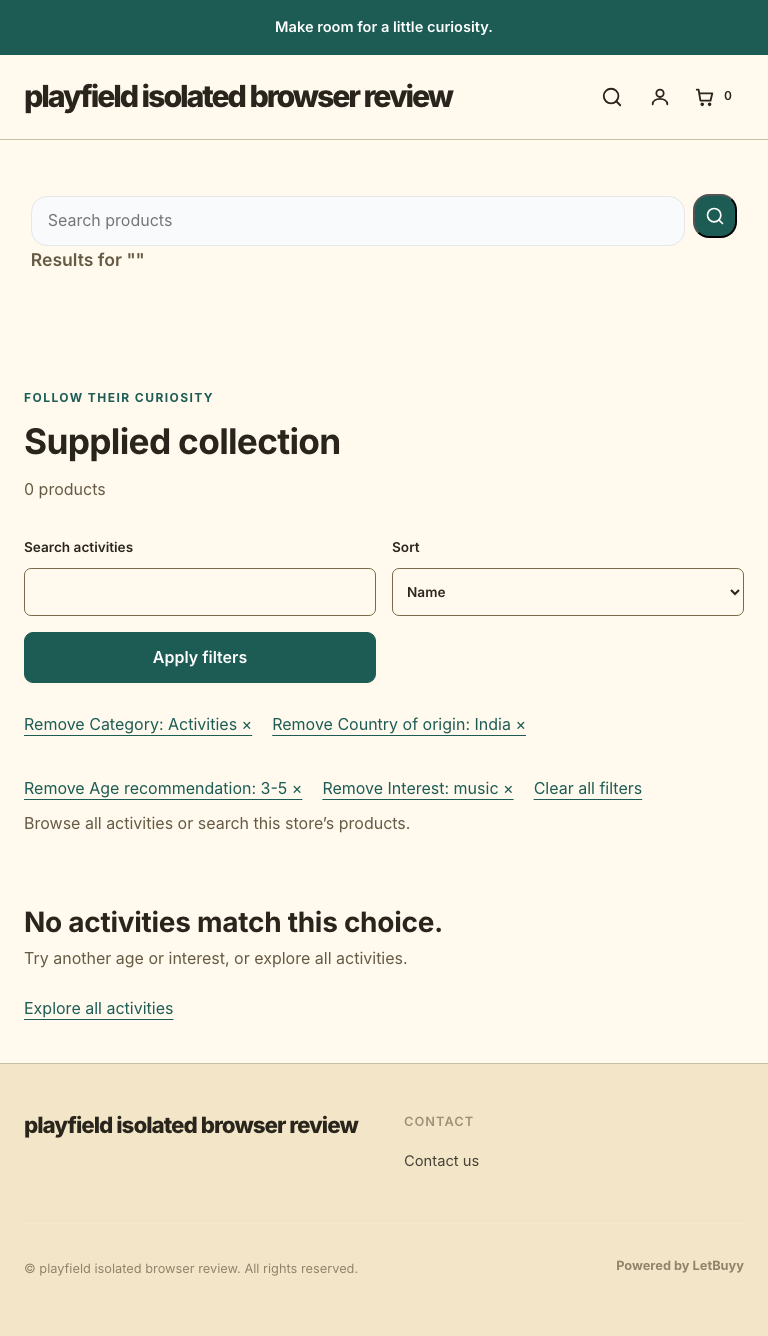 Make room for a little curiosity.
playfield isolated browser review
0
Search products
Results for ""
FOLLOW THEIR CURIOSITY
Supplied collection
0 products
Search activities
Sort
Name
Apply filters
Remove Category: Activities ×
Remove Country of origin: India ×
Remove Age recommendation: 3-5 ×
Remove Interest: music ×
Clear all filters
Browse all activities or search this store’s products.
No activities match this choice.
Try another age or interest, or explore all activities.
Explore all activities
playfield isolated browser review
CONTACT
Contact us
© playfield isolated browser review. All rights reserved.
Powered by LetBuyy